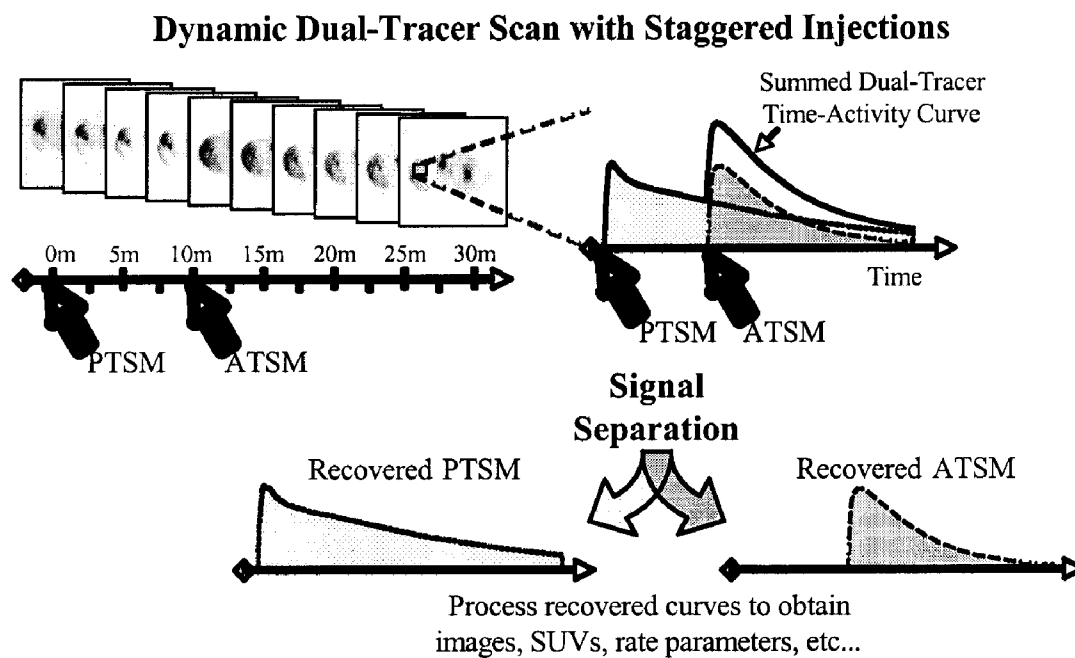 Dynamic Dual-Tracer Scan with Staggered Injections
Summed Dual-Tracer
Time-Activity Curve
0m 5m 10m 15m 20m 25m 30m
PTSM ATSM
Time
PTSM ATSM
Signal
Separation
Recovered PTSM
Recovered ATSM
Process recovered curves to obtain
images, SUVs, rate parameters, etc...